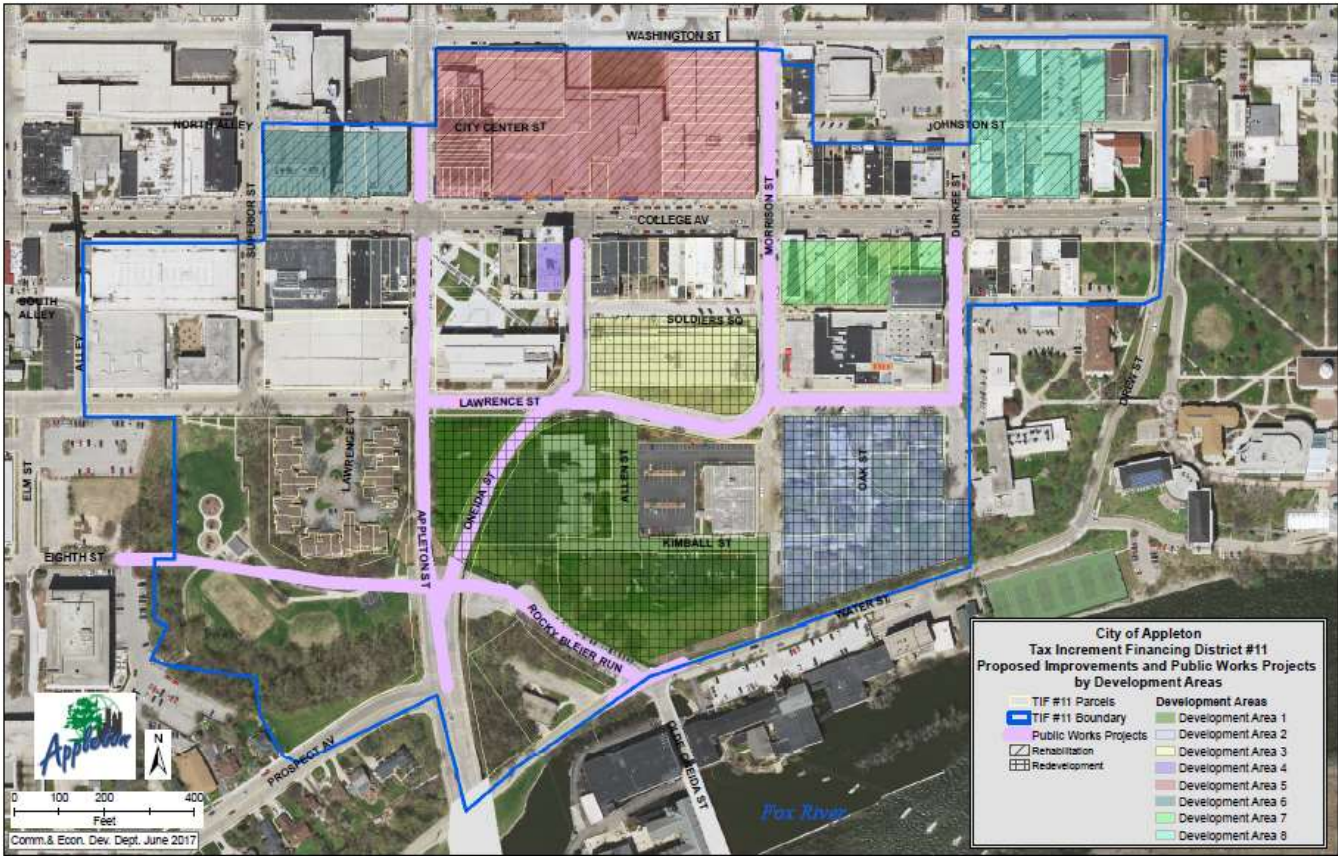 WASHINGTON ST
NORTH ALLEY
CITY CENTER ST
JOHNSTON ST
SUPERIOR ST
COLLEGE AV
MORRISON ST
DURKEE ST
SOUTH
ALLEY
ALLEY
SOLDIERS SQ
DREW ST
LAWRENCE ST
ELM ST
LAWRENCE CT
APPLETON ST
ONEIDA ST
ALLEN ST
OAK ST
KIMBALL ST
EIGHTH ST
WATER ST
ROCKY BLEIER RUN
PROSPECT AV
OLDE ONEIDA ST
Fox River
Appleton
N
0 100 200 400
Feet
Comm.& Econ. Dev. Dept. June 2017
City of Appleton
Tax Increment Financing District #11
Proposed Improvements and Public Works Projects
by Development Areas
TIF #11 Parcels
TIF #11 Boundary
Public Works Projects
Rehabilitation
Redevelopment
Development Areas
Development Area 1
Development Area 2
Development Area 3
Development Area 4
Development Area 5
Development Area 6
Development Area 7
Development Area 8